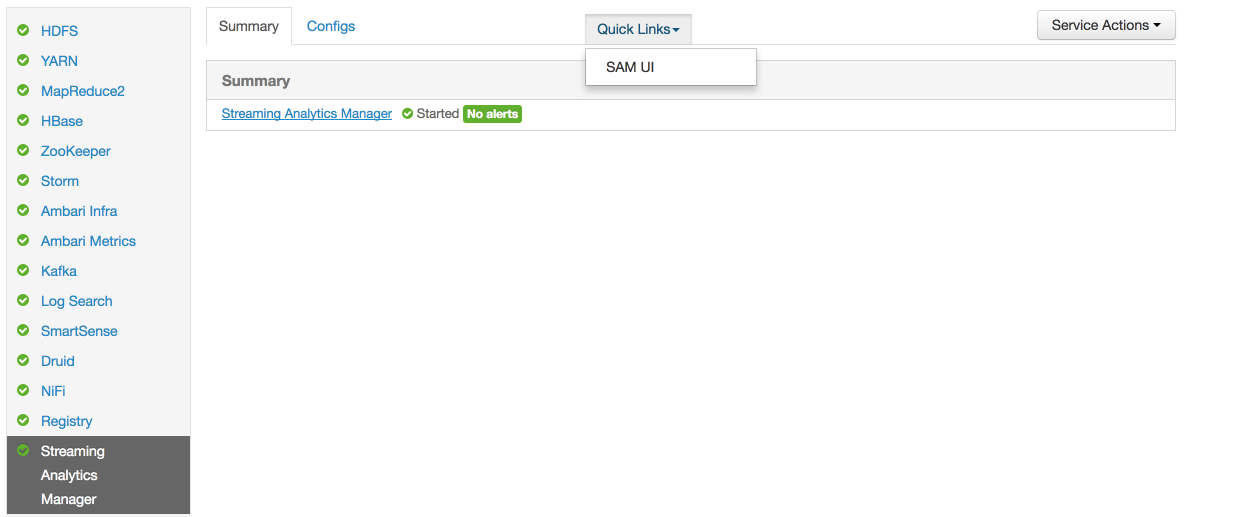 HDFS
YARN
MapReduce2
HBase
ZooKeeper
Storm
Ambari Infra
Ambari Metrics
Kafka
Log Search
SmartSense
Druid
NiFi
Registry
Streaming
Analytics
Manager
Summary Configs Quick Links Service Actions
SAM UI
Summary
Streaming Analytics Manager Started No alerts